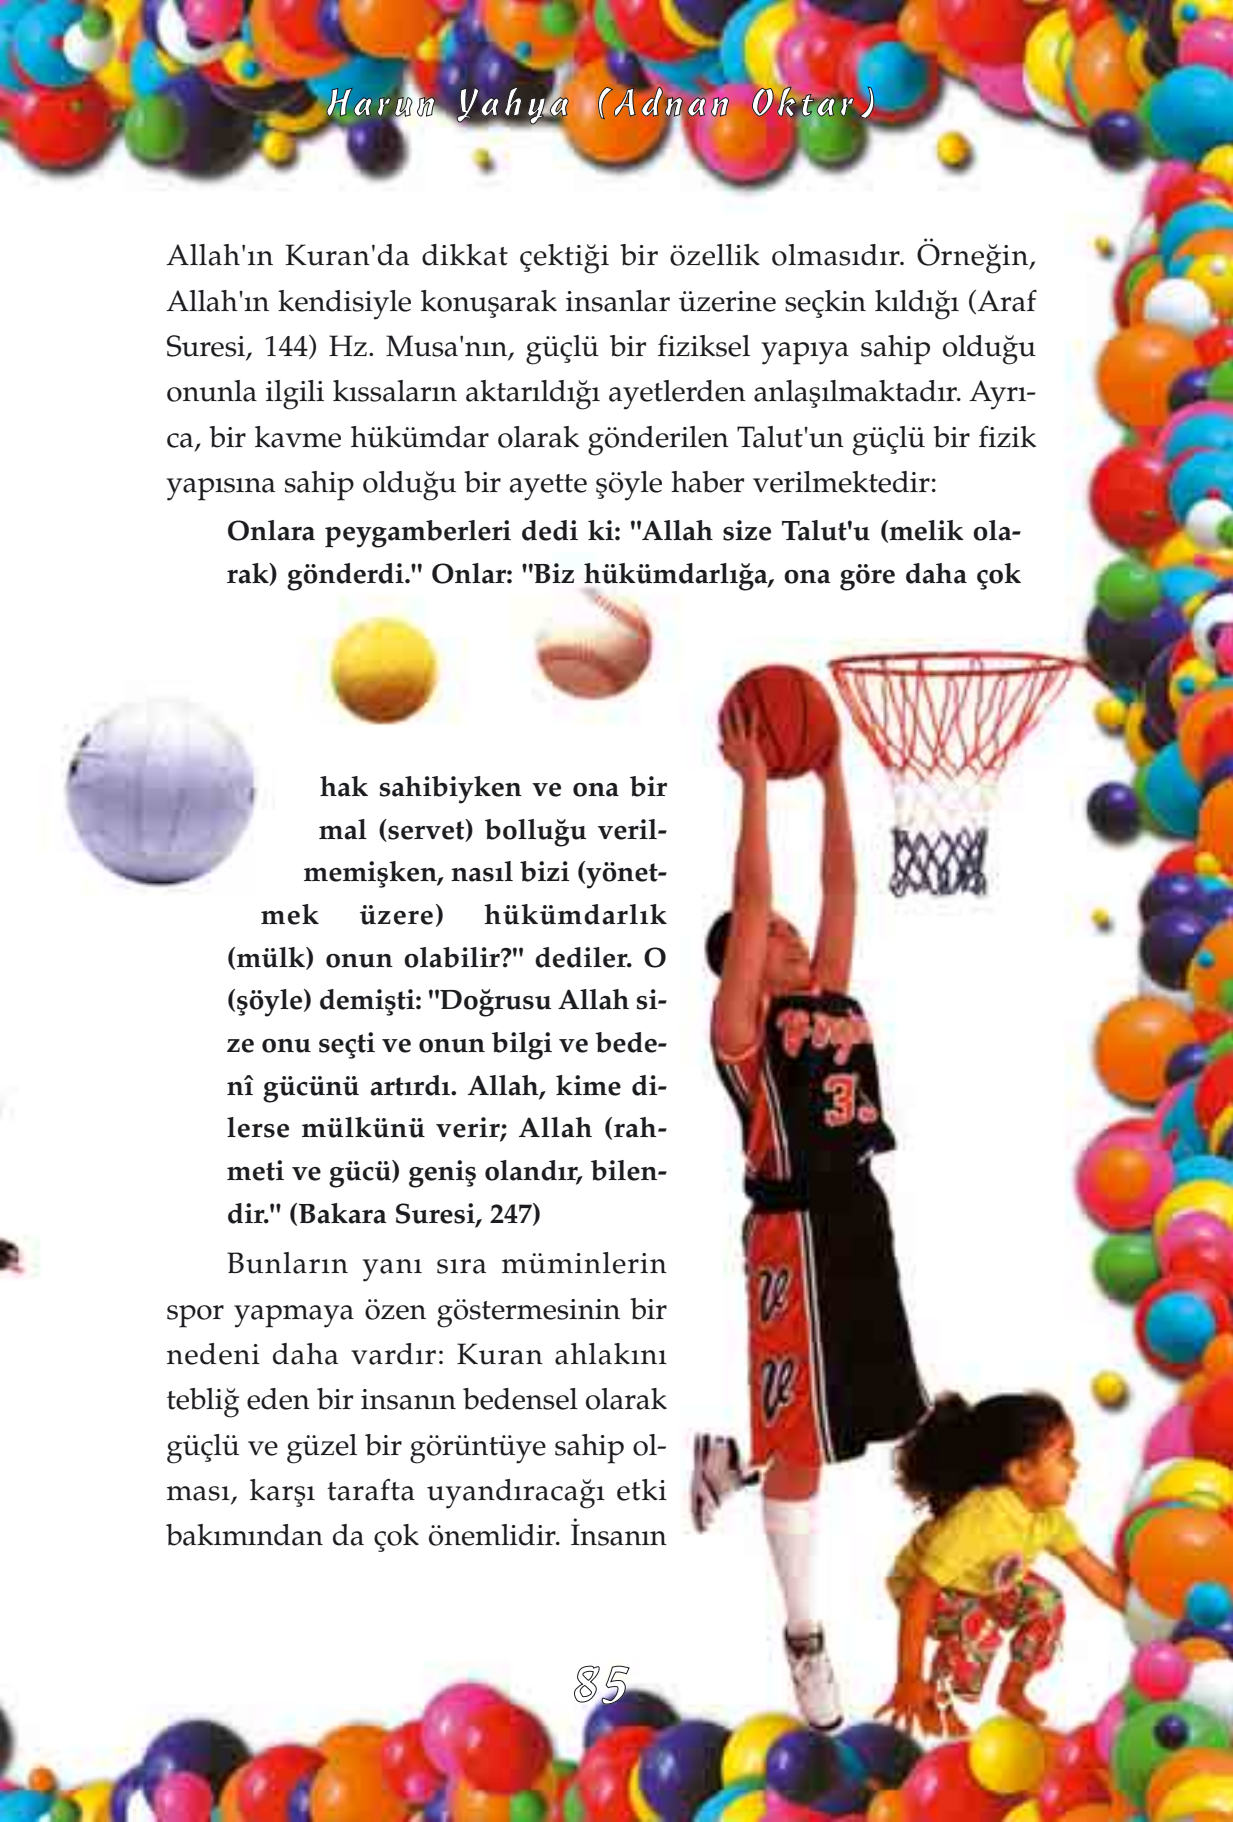 Harun Yahya (Adnan Oktar)
Allah'ın Kuran'da dikkat çektiği bir özellik olmasıdır. Örneğin,
Allah'ın kendisiyle konuşarak insanlar üzerine seçkin kıldığı (Araf
Suresi, 144) Hz. Musa'nın, güçlü bir fiziksel yapıya sahip olduğu
onunla ilgili kıssaların aktarıldığı ayetlerden anlaşılmaktadır. Ayrı-
ca, bir kavme hükümdar olarak gönderilen Talut'un güçlü bir fizik
yapısına sahip olduğu bir ayette şöyle haber verilmektedir:
Onlara peygamberleri dedi ki: "Allah size Talut'u (melik ola-
rak) gönderdi." Onlar: "Biz hükümdarlığa, ona göre daha çok
hak sahibiyken ve ona bir
mal (servet) bolluğu veril-
memişken, nasıl bizi (yönet-
mek üzere) hükümdarlık
(mülk) onun olabilir?" dediler. O
(şöyle) demişti: "Doğrusu Allah si-
ze onu seçti ve onun bilgi ve bede-
nî gücünü artırdı. Allah, kime di-
lerse mülkünü verir; Allah (rah-
meti ve gücü) geniş olandır, bilen-
dir." (Bakara Suresi, 247)
Bunların yanı sıra müminlerin
spor yapmaya özen göstermesinin bir
nedeni daha vardır: Kuran ahlakını
tebliğ eden bir insanın bedensel olarak
güçlü ve güzel bir görüntüye sahip ol-
ması, karşı tarafta uyandıracağı etki
bakımından da çok önemlidir. İnsanın
85